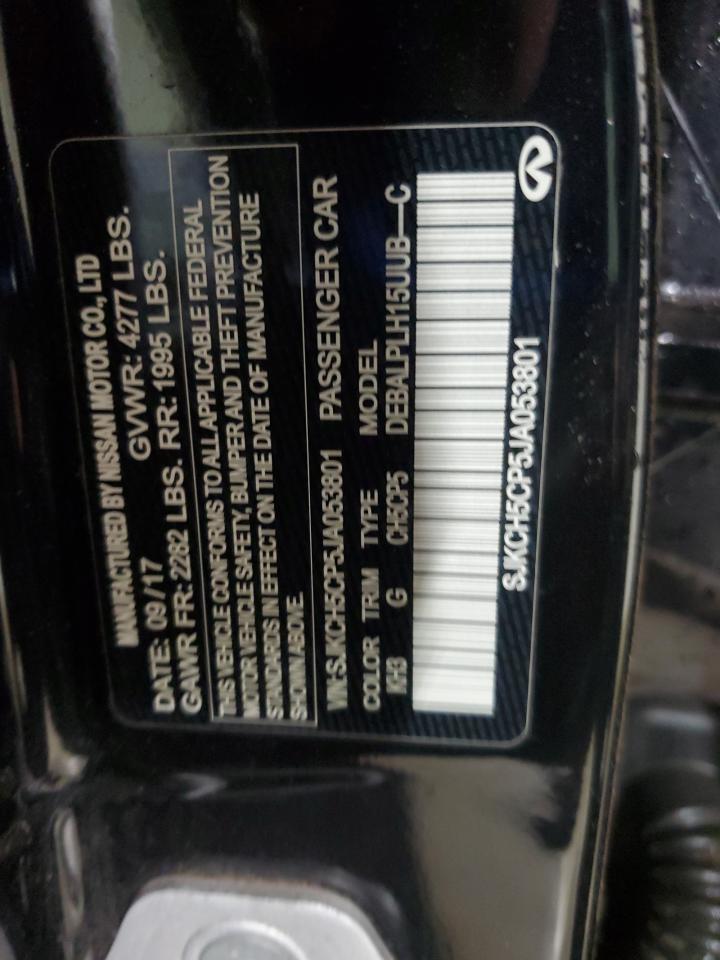 MANUFACTURED BY NISSAN MOTOR CO., LTD
DATE: 09/17 GVWR: 4277 LBS.
GAWR FR: 2282 LBS. RR: 1995 LBS.
THIS VEHICLE CONFORMS TO ALL APPLICABLE FEDERAL
MOTOR VEHICLE SAFETY, BUMPER AND THEFT PREVENTION
STANDARDS IN EFFECT ON THE DATE OF MANUFACTURE
SHOWN ABOVE.
VIN:SJKCH5CP5JA053801 PASSENGER CAR
COLOR TRIM TYPE MODEL
KH3 G CH5CP5 DEBALPLH15UUB—C
SJKCH5CP5JA053801